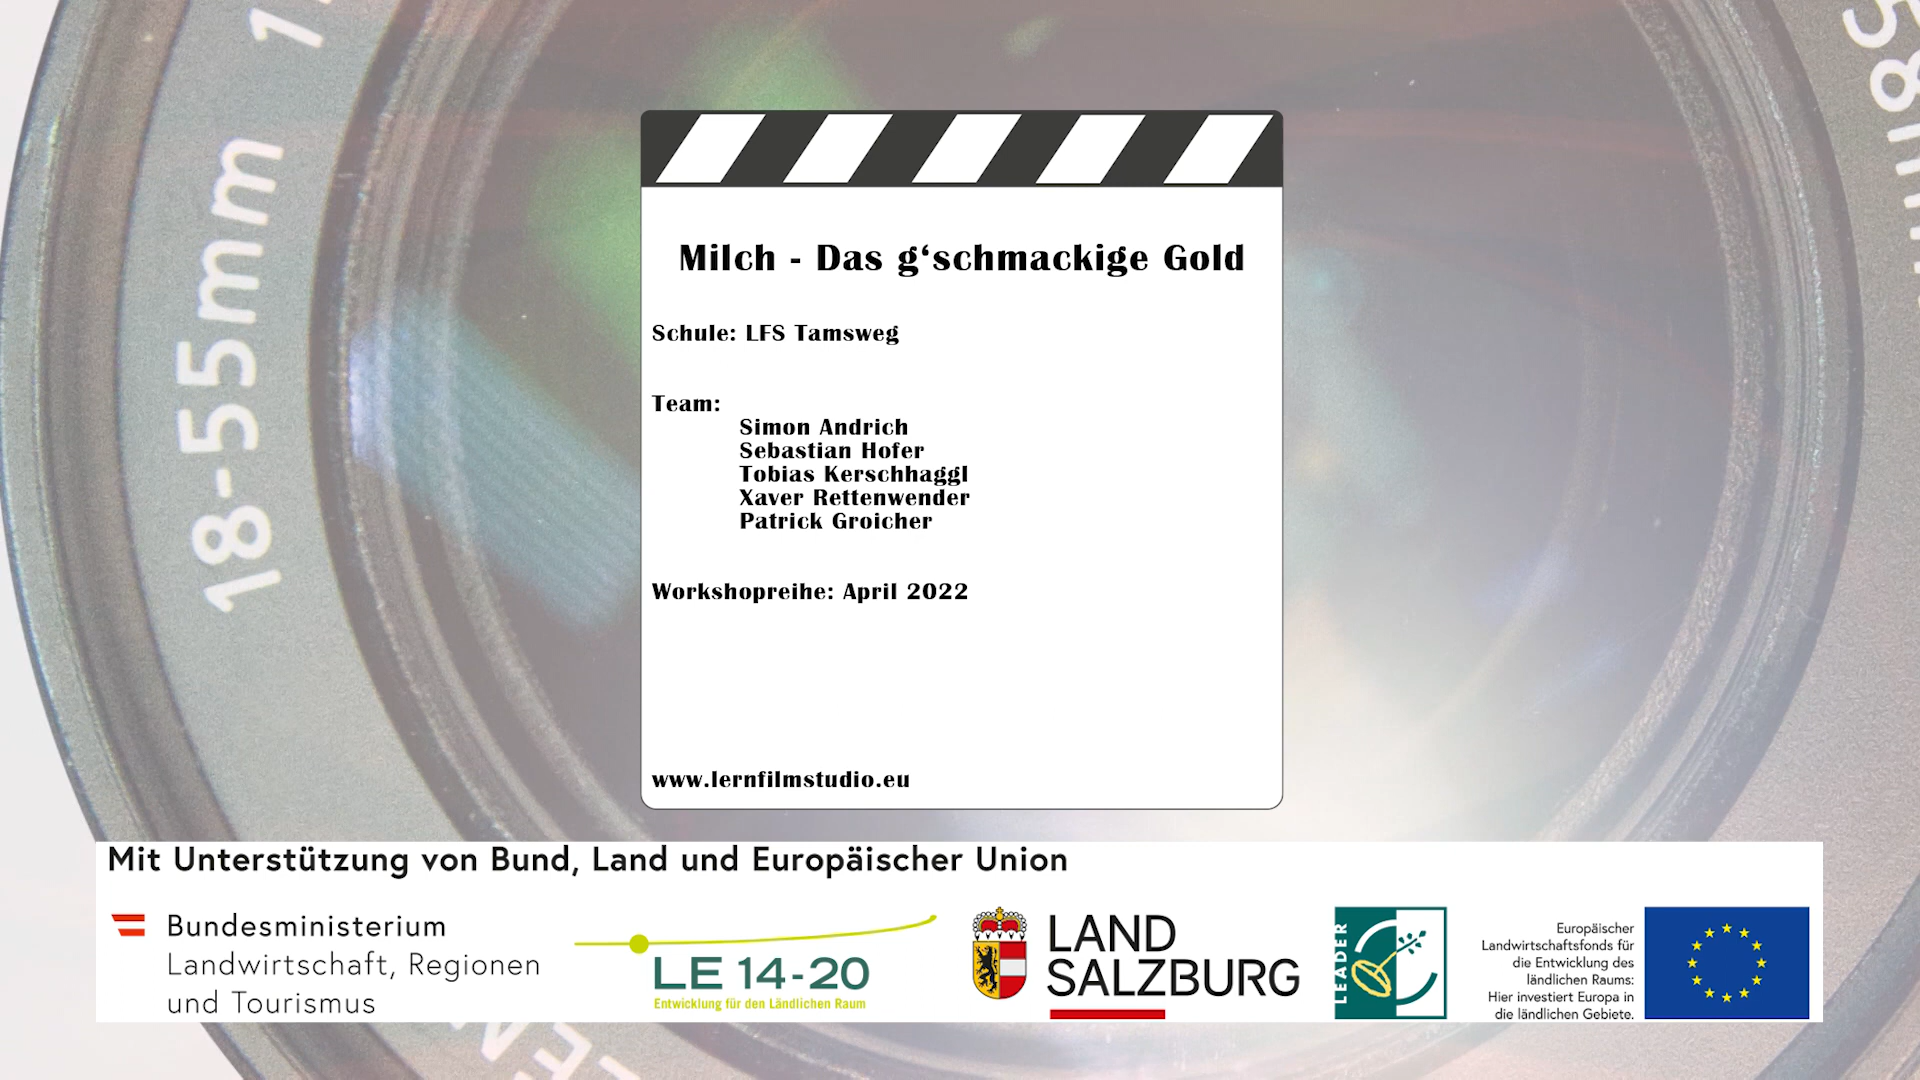 18-55mm
Milch - Das g‘schmackige Gold
Schule: LFS Tamsweg
Team:
Simon Andrich
Sebastian Hofer
Tobias Kerschhaggl
Xaver Rettenwender
Patrick Groicher
Workshopreihe: April 2022
www.lernfilmstudio.eu
Mit Unterstützung von Bund, Land und Europäischer Union
Bundesministerium
Landwirtschaft, Regionen
und Tourismus
LE 14-20
Entwicklung für den Ländlichen Raum
LAND
SALZBURG
LEADER
Europäischer
Landwirtschaftsfonds für
die Entwicklung des
ländlichen Raums:
Hier investiert Europa in
die ländlichen Gebiete.